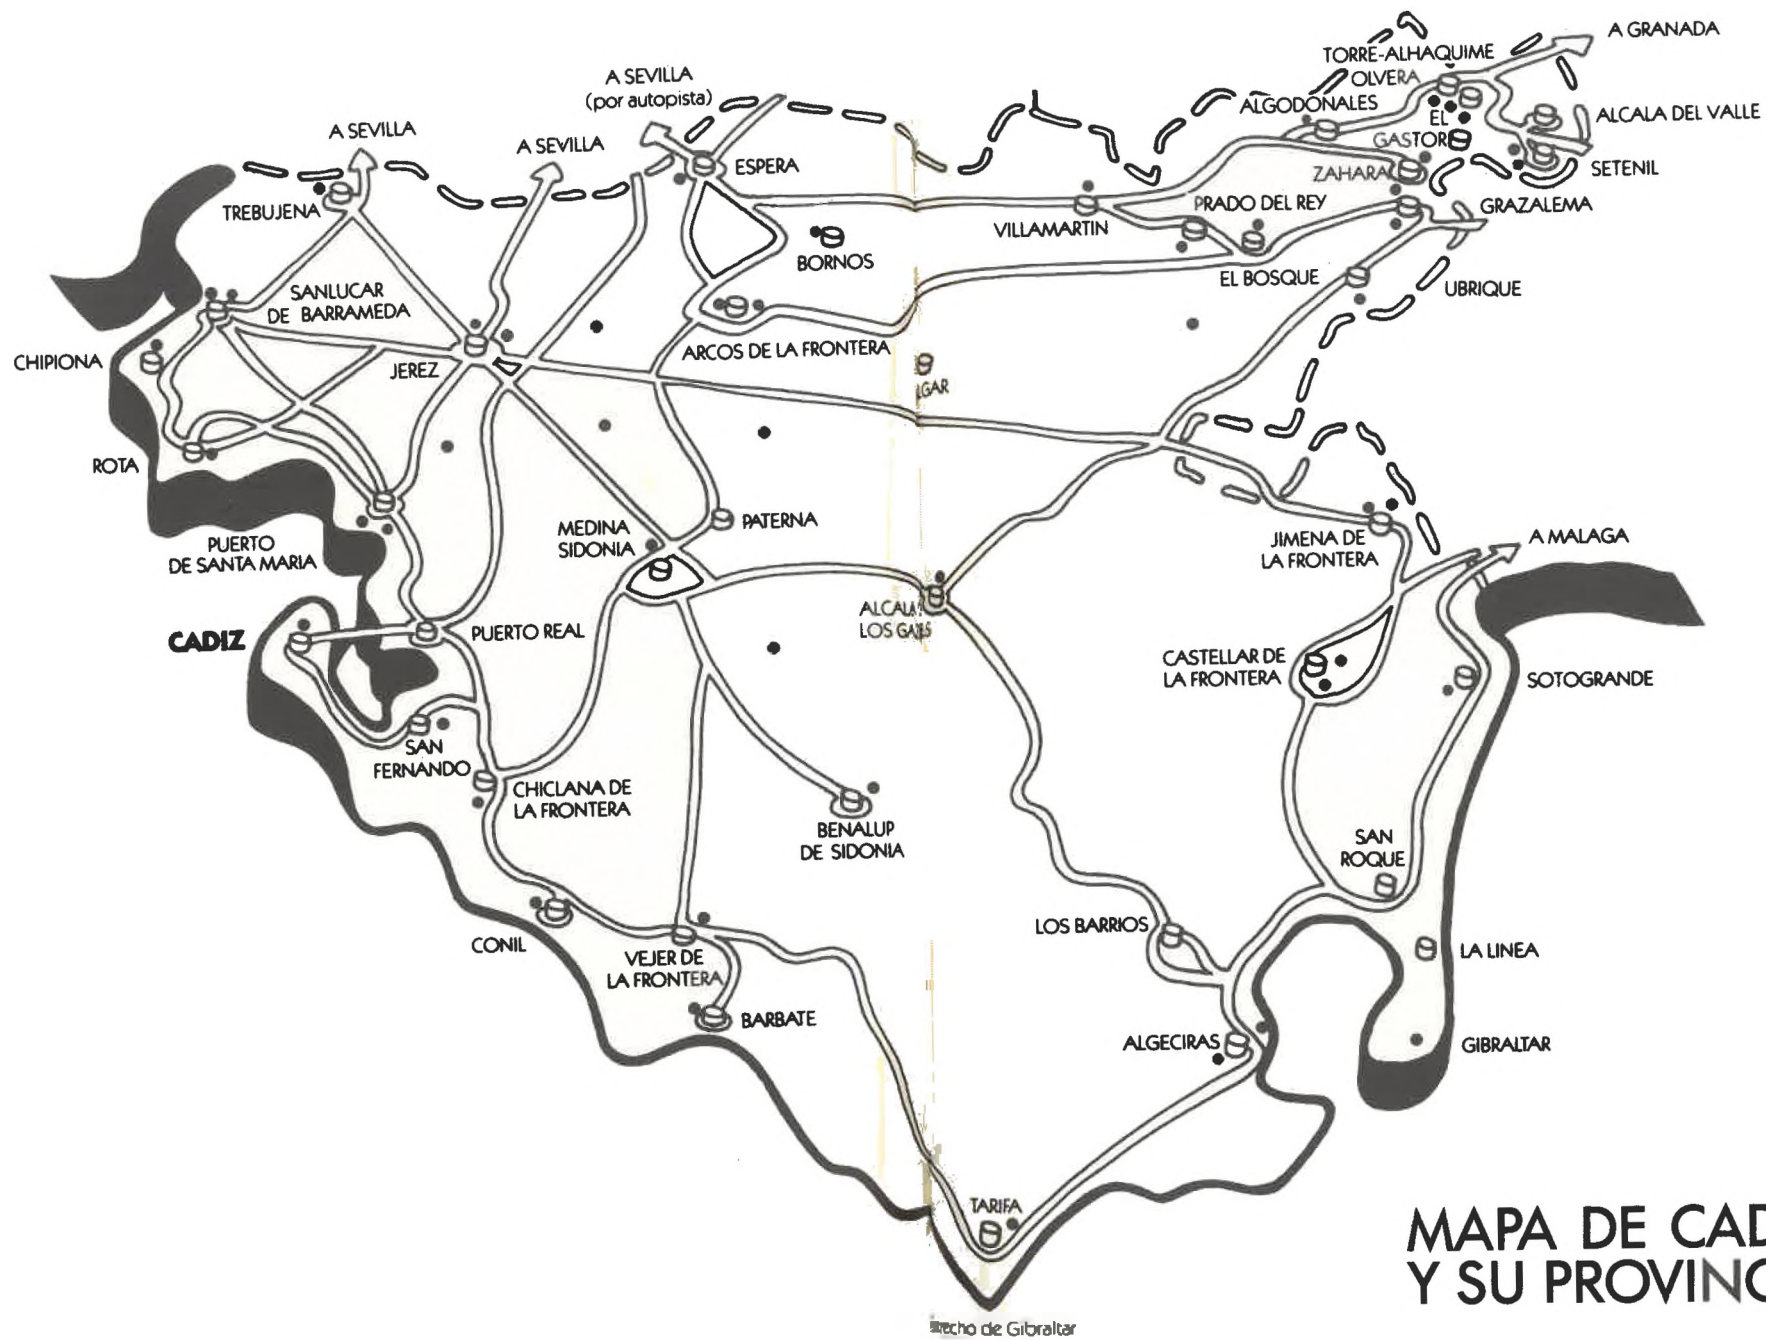 A GRANADA
TORRE-ALHAQUIME
OLVERA
A SEVILLA
(por autopista)
ALGODONALES
ALCALA DEL VALLE
EL
GASTOR
A SEVILLA
A SEVILLA
ESPERA
SETENIL
ZAHARA
TREBUJENA
PRADO DEL REY
GRAZALEMA
VILLAMARTIN
BORNOS
EL BOSQUE
UBRIQUE
SANLUCAR
DE BARRAMEDA
CHIPIONA
JEREZ
ARCOS DE LA FRONTERA
GAR
ROTA
PUERTO
DE SANTA MARIA
MEDINA
SIDONIA
PATERNA
JIMENA DE
LA FRONTERA
A MALAGA
ALCALA
LOS
CADIZ
PUERTO REAL
CASTELLAR DE
LA FRONTERA
SOTOGRANDE
SAN
FERNANDO
CHICLANA DE
LA FRONTERA
BENALUP
DE SIDONIA
SAN
ROQUE
CONIL
VEJER DE
LA FRONTERA
LOS BARRIOS
LA LINEA
BARBATE
ALGECIRAS
GIBRALTAR
TARIFA
MAPA DE CAD
Y SU PROVINC
echo de Gibraltar